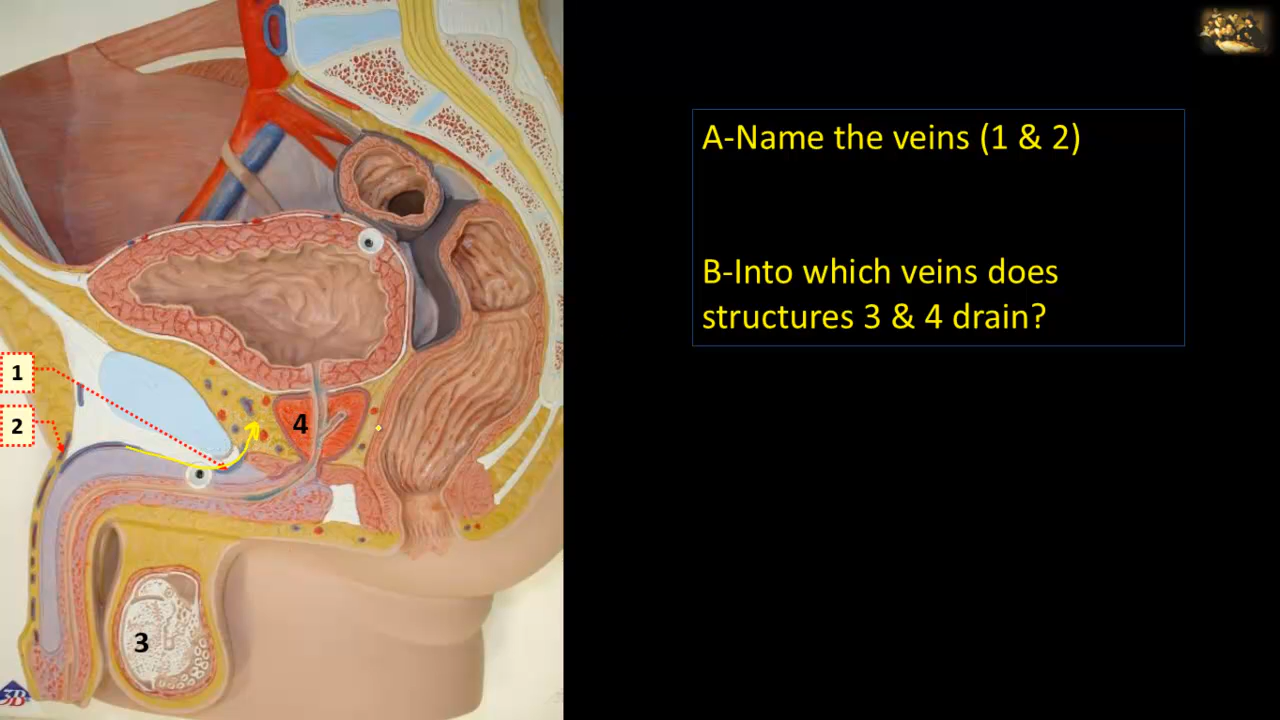 A-Name the veins (1 & 2)
B-Into which veins does
structures 3 & 4 drain?
1
2
4
3
3B